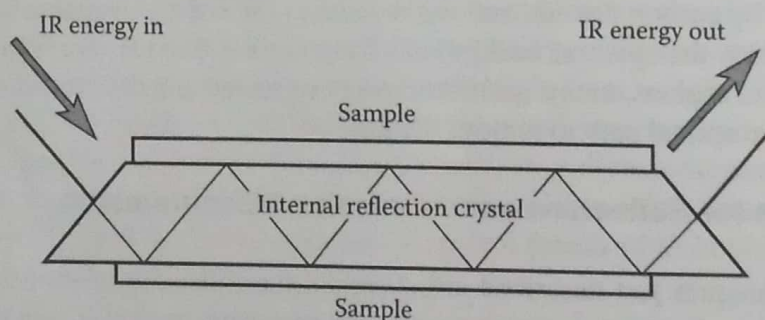 IR energy in
IR energy out
Sample
Internal reflection crystal
Sample